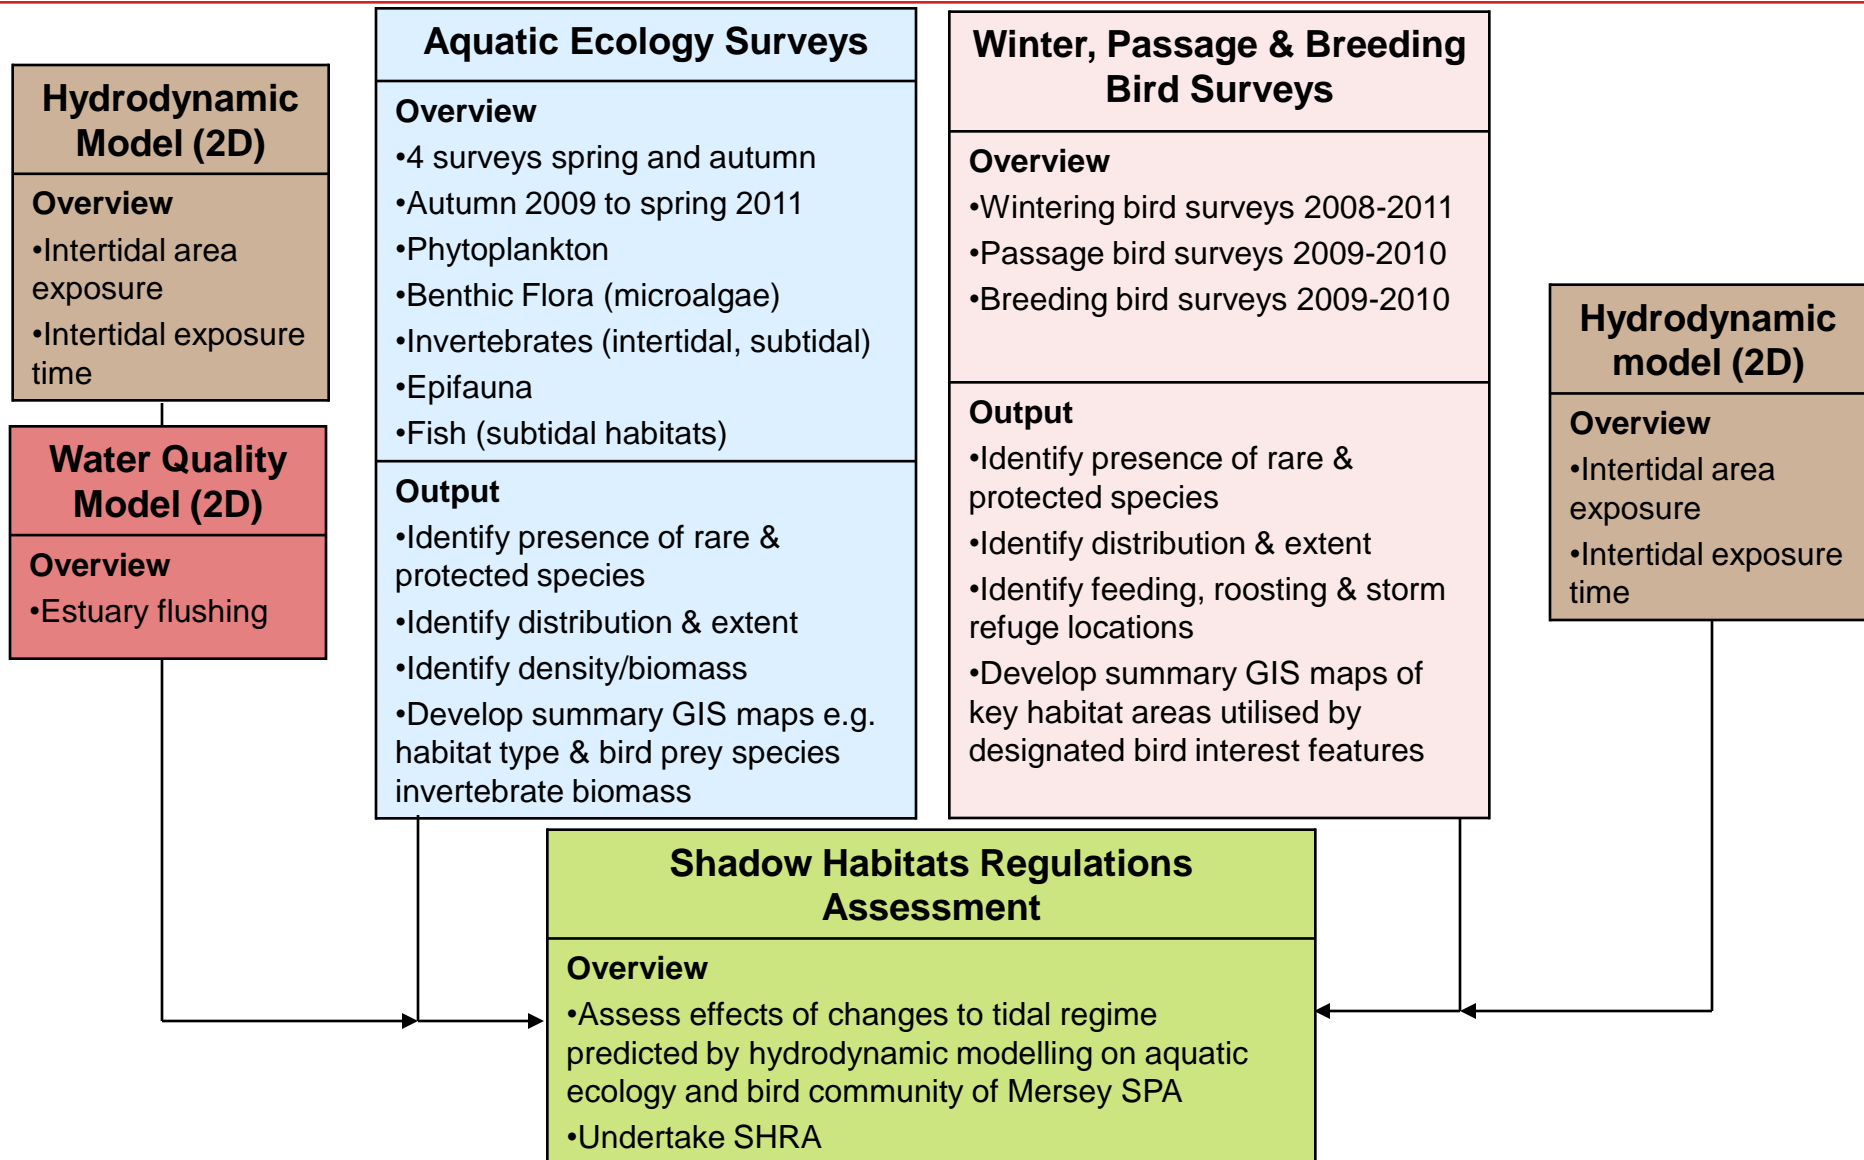 Hydrodynamic
Model (2D)
Overview
•Intertidal area
exposure
•Intertidal exposure
time
Water Quality
Model (2D)
Overview
•Estuary flushing
Aquatic Ecology Surveys
Overview
•4 surveys spring and autumn
•Autumn 2009 to spring 2011
•Phytoplankton
•Benthic Flora (microalgae)
•Invertebrates (intertidal, subtidal)
•Epifauna
•Fish (subtidal habitats)
Output
•Identify presence of rare &
protected species
•Identify distribution & extent
•Identify density/biomass
•Develop summary GIS maps e.g.
habitat type & bird prey species
invertebrate biomass
Winter, Passage & Breeding
Bird Surveys
Overview
•Wintering bird surveys 2008-2011
•Passage bird surveys 2009-2010
•Breeding bird surveys 2009-2010
Output
•Identify presence of rare &
protected species
•Identify distribution & extent
•Identify feeding, roosting & storm
refuge locations
•Develop summary GIS maps of
key habitat areas utilised by
designated bird interest features
Hydrodynamic
model (2D)
Overview
•Intertidal area
exposure
•Intertidal exposure
time
Shadow Habitats Regulations
Assessment
Overview
•Assess effects of changes to tidal regime
predicted by hydrodynamic modelling on aquatic
ecology and bird community of Mersey SPA
•Undertake SHRA